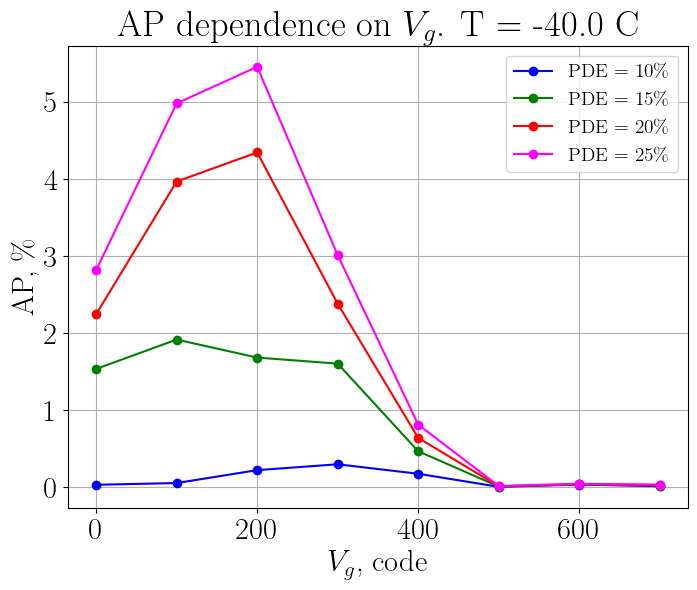 AP dependence on V_g. T = -40.0 C
PDE = 10%
PDE = 15%
PDE = 20%
PDE = 25%
AP, %
5
4
3
2
1
0
0 200 400 600
V_g, code